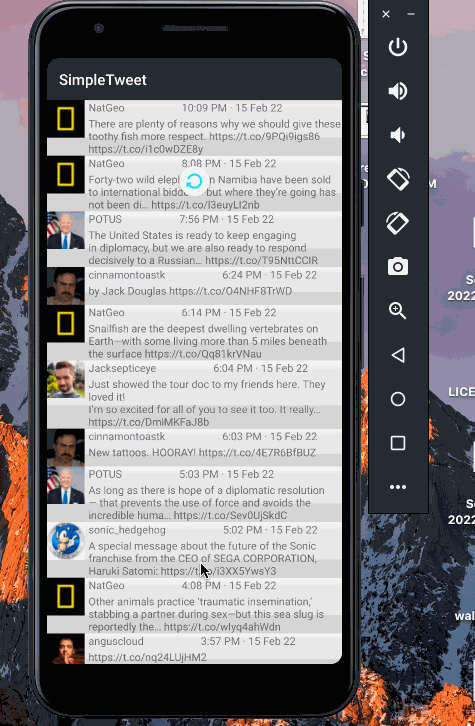 SimpleTweet
NatGeo 10:09 PM · 15 Feb 22
There are plenty of reasons why we should give these
toothy fish more respect. https://t.co/9PQi9igs86
https://t.co/i1c0wDZE8y
NatGeo 8:08 PM · 15 Feb 22
Forty-two wild eleph n Namibia have been sold
to international bidd but where they're going has
not been di... https://t.co/I3euyLI2nb
POTUS 7:56 PM · 15 Feb 22
The United States is ready to keep engaging
in diplomacy, but we are also ready to respond
decisively to a Russian... https://t.co/T95NttCCIR
cinnamontoastk 6:24 PM · 15 Feb 22
by Jack Douglas https://t.co/O4NHF8TrWD
NatGeo 6:14 PM · 15 Feb 22
Snailfish are the deepest dwelling vertebrates on
Earth—with some living more than 5 miles beneath
the surface https://t.co/Qq81krVNau
Jacksepticeye 6:04 PM · 15 Feb 22
Just showed the tour doc to my friends here. They
loved it!
I'm so excited for all of you to see it too. It really...
https://t.co/DmIMKFaJ8b
cinnamontoastk 6:03 PM · 15 Feb 22
New tattoos. HOORAY! https://t.co/4E7R6BfBUZ
POTUS 5:03 PM · 15 Feb 22
As long as there is hope of a diplomatic resolution
— that prevents the use of force and avoids the
incredible huma... https://t.co/Sev0UjSkdC
sonic_hedgehog 5:02 PM · 15 Feb 22
A special message about the future of the Sonic
franchise from the CEO of SEGA CORPORATION,
Haruki Satomi: https://t.co/i3XX5YwsY3
NatGeo 4:08 PM · 15 Feb 22
Other animals practice 'traumatic insemination,'
stabbing a partner during sex—but this sea slug is
reportedly the... https://t.co/wIyq4ahWdn
anguscloud 3:57 PM · 15 Feb 22
https://t.co/nq24LUjHM2
S
2022
LICE
S
2022
wal